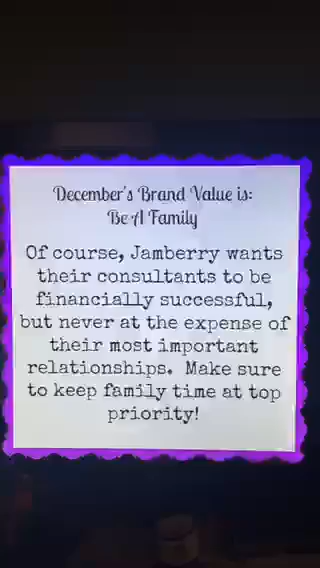 December's Brand Value is:
Be A Family
Of course, Jamberry wants
their consultants to be
financially successful,
but never at the expense of
their most important
relationships. Make sure
to keep family time at top
priority!